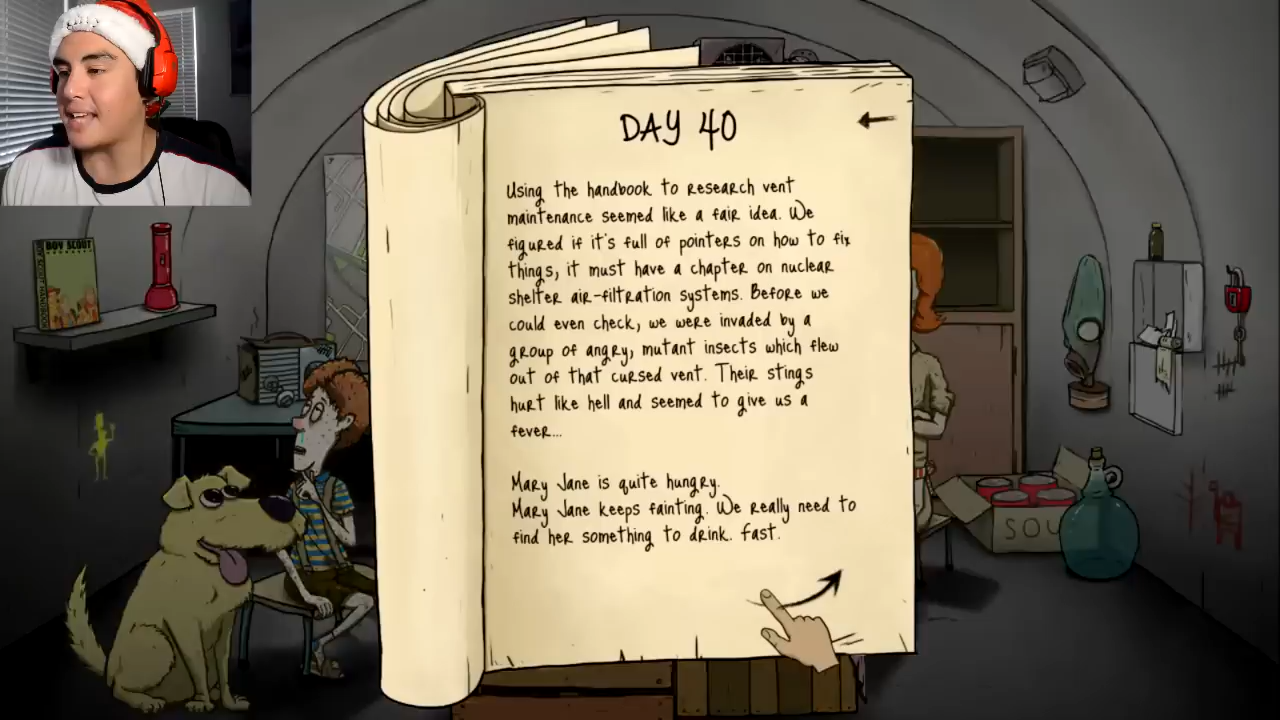 DAY 40
Using the handbook to research vent
maintenance seemed like a fair idea. We
figured if it's full of pointers on how to fix
things, it must have a chapter on nuclear
shelter air-filtration systems. Before we
could even check, we were invaded by a
group of angry, mutant insects which flew
out of that cursed vent. Their stings
hurt like hell and seemed to give us a
fever...
Mary Jane is quite hungry.
Mary Jane keeps fainting. We really need to
find her something to drink. Fast.
BOY SCOUT
HANDBOOK
SOU